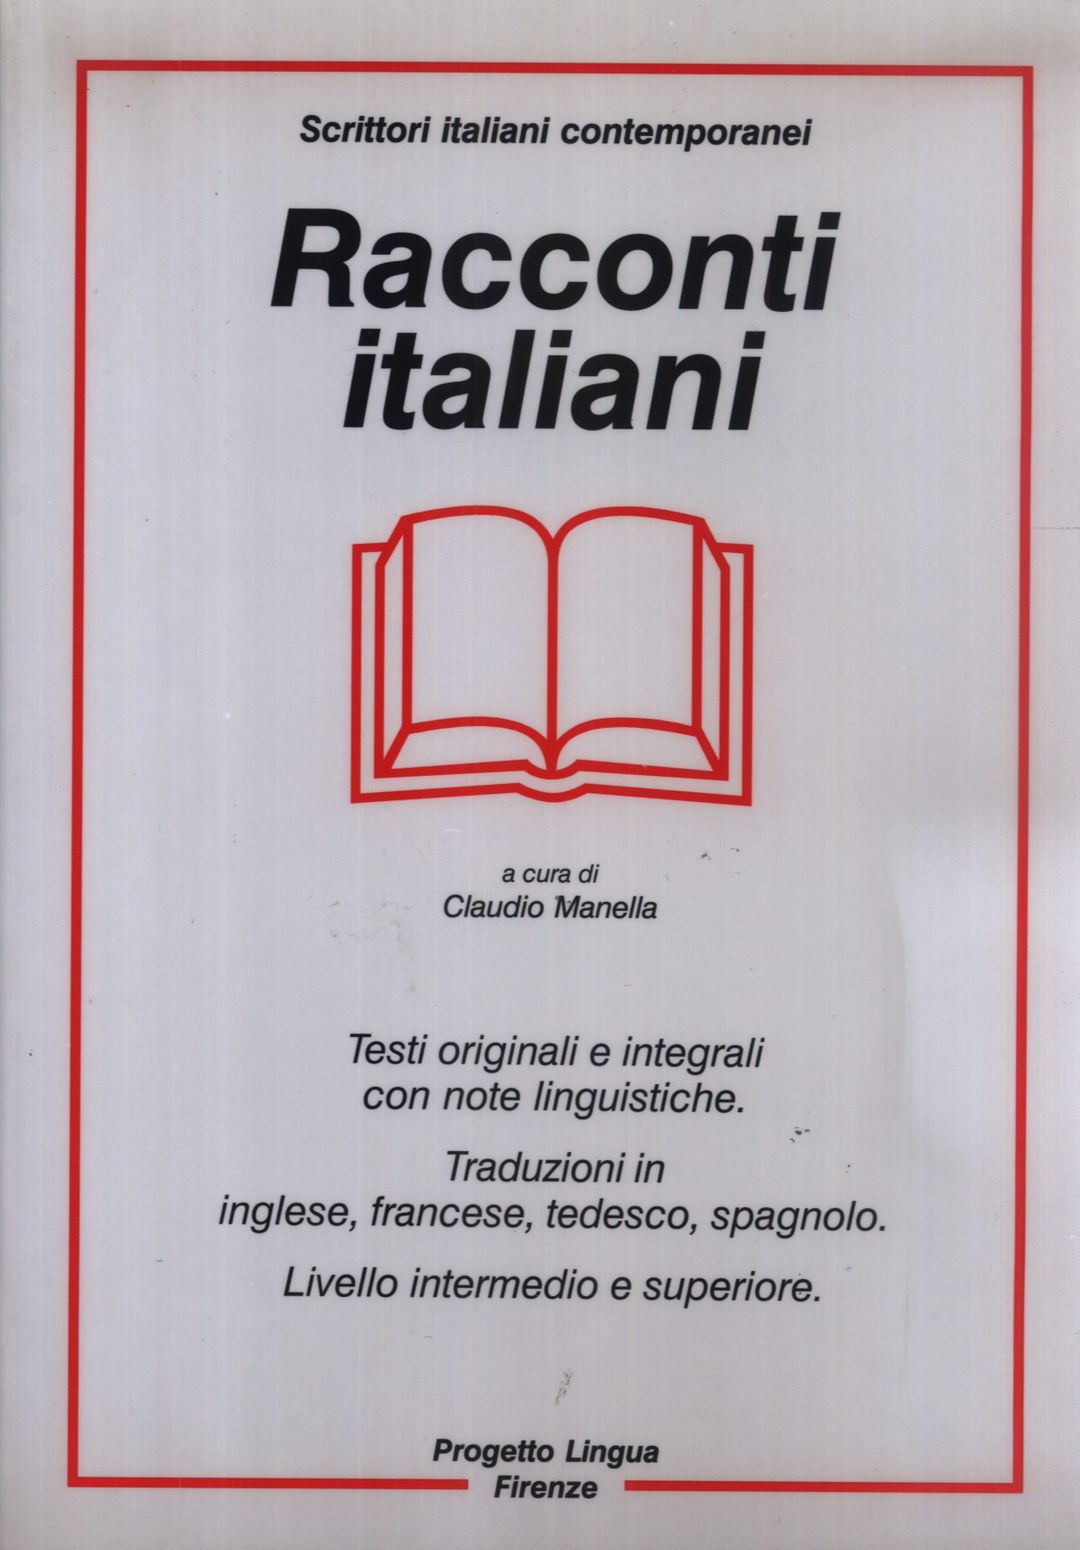 Scrittori italiani contemporanei
Racconti
italiani
a cura di
Claudio Manella
Testi originali e integrali
con note linguistiche.
Traduzioni in
inglese, francese, tedesco, spagnolo.
Livello intermedio e superiore.
Progetto Lingua
Firenze